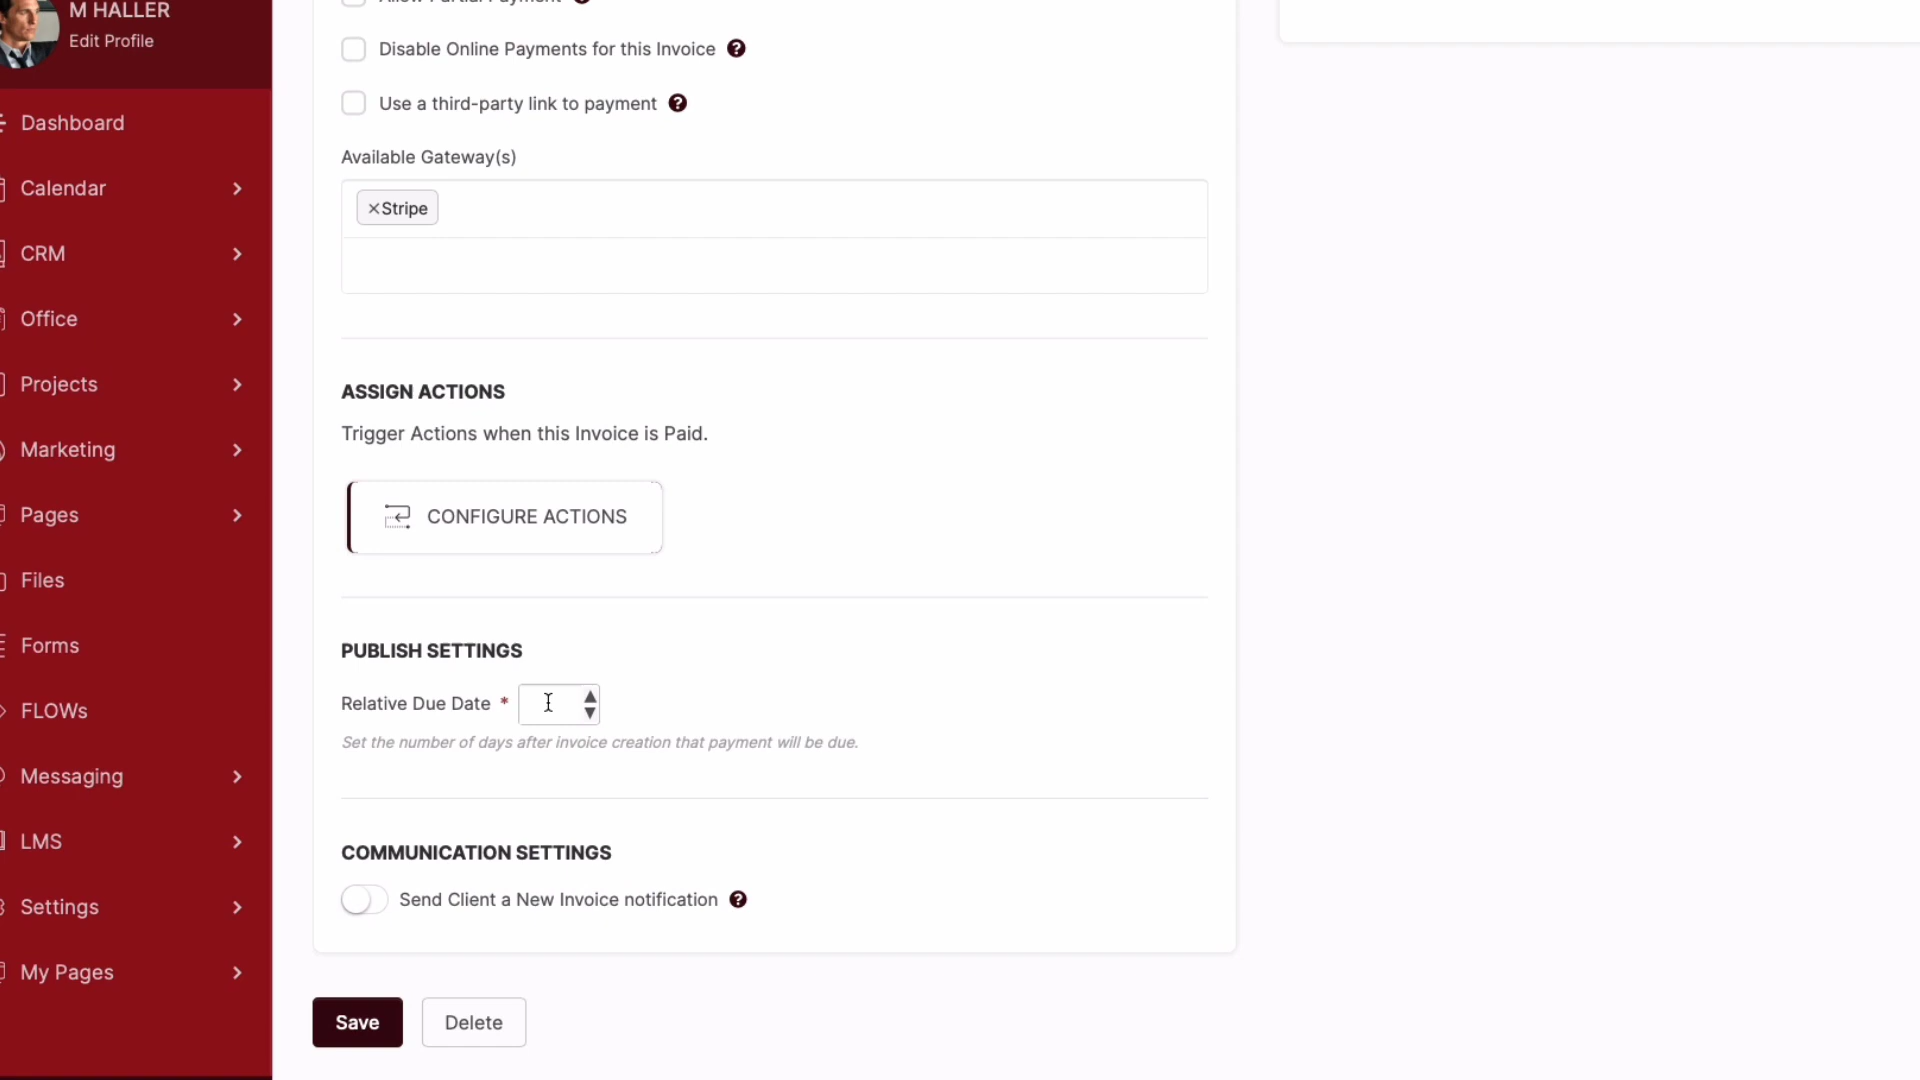 M HALLER
Edit Profile
Dashboard
Calendar
CRM
Office
Projects
Marketing
Pages
Files
Forms
FLOWs
Messaging
LMS
Settings
My Pages
Allow Partial Payment ?
Disable Online Payments for this Invoice ?
Use a third-party link to payment ?
Available Gateway(s)
×Stripe
ASSIGN ACTIONS
Trigger Actions when this Invoice is Paid.
CONFIGURE ACTIONS
PUBLISH SETTINGS
Relative Due Date *
Set the number of days after invoice creation that payment will be due.
COMMUNICATION SETTINGS
Send Client a New Invoice notification ?
Save
Delete